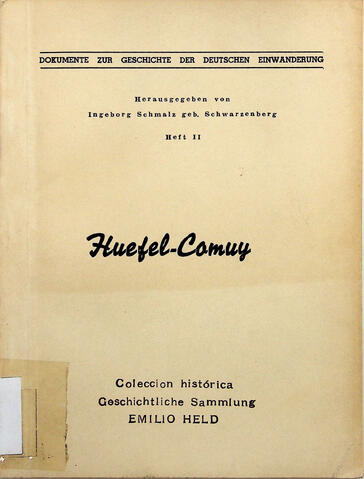 DOKUMENTE ZUR GESCHICHTE DER DEUTSCHEN EINWANDERUNG
Herausgegeben von
Ingeborg Schmalz geb. Schwarzenberg
Heft II
Huefel-Comuy
Coleccion histórica
Geschichtliche Sammlung
EMILIO HELD